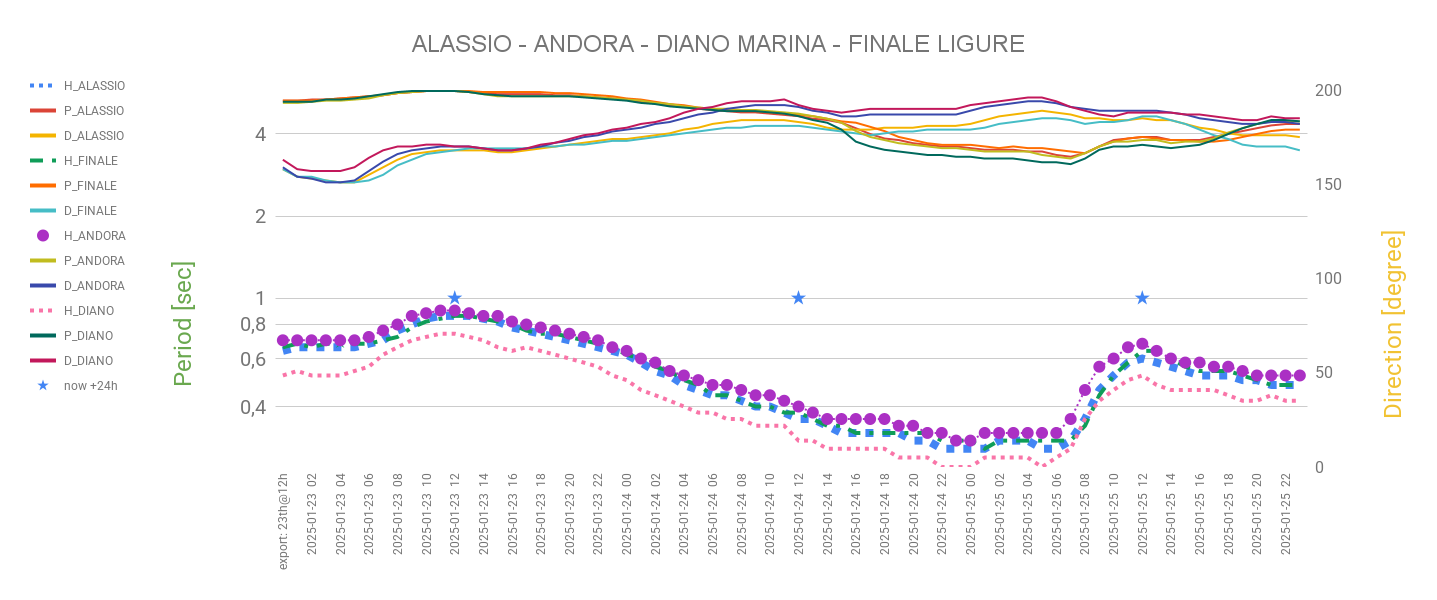 ALASSIO - ANDORA - DIANO MARINA - FINALE LIGURE
H_ALASSIO
P_ALASSIO
D_ALASSIO
H_FINALE
P_FINALE
D_FINALE
H_ANDORA
P_ANDORA
D_ANDORA
H_DIANO
P_DIANO
D_DIANO
now +24h
Period [sec]
4
2
1
0,8
0,6
0,4
200
150
100
50
0
Direction [degree]
export: 23th@12h
2025-01-23 02
2025-01-23 04
2025-01-23 06
2025-01-23 08
2025-01-23 10
2025-01-23 12
2025-01-23 14
2025-01-23 16
2025-01-23 18
2025-01-23 20
2025-01-23 22
2025-01-24 00
2025-01-24 02
2025-01-24 04
2025-01-24 06
2025-01-24 08
2025-01-24 10
2025-01-24 12
2025-01-24 14
2025-01-24 16
2025-01-24 18
2025-01-24 20
2025-01-24 22
2025-01-25 00
2025-01-25 02
2025-01-25 04
2025-01-25 06
2025-01-25 08
2025-01-25 10
2025-01-25 12
2025-01-25 14
2025-01-25 16
2025-01-25 18
2025-01-25 20
2025-01-25 22